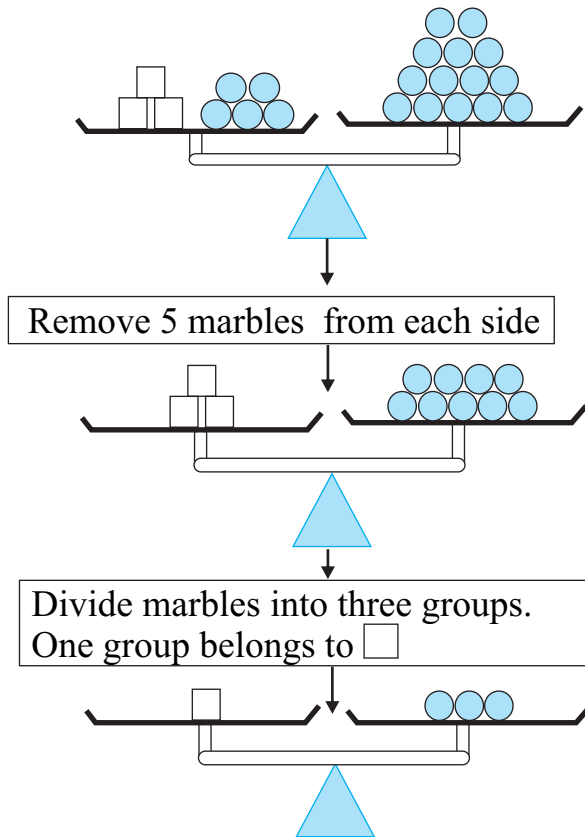 Remove 5 marbles from each side
Divide marbles into three groups.
One group belongs to